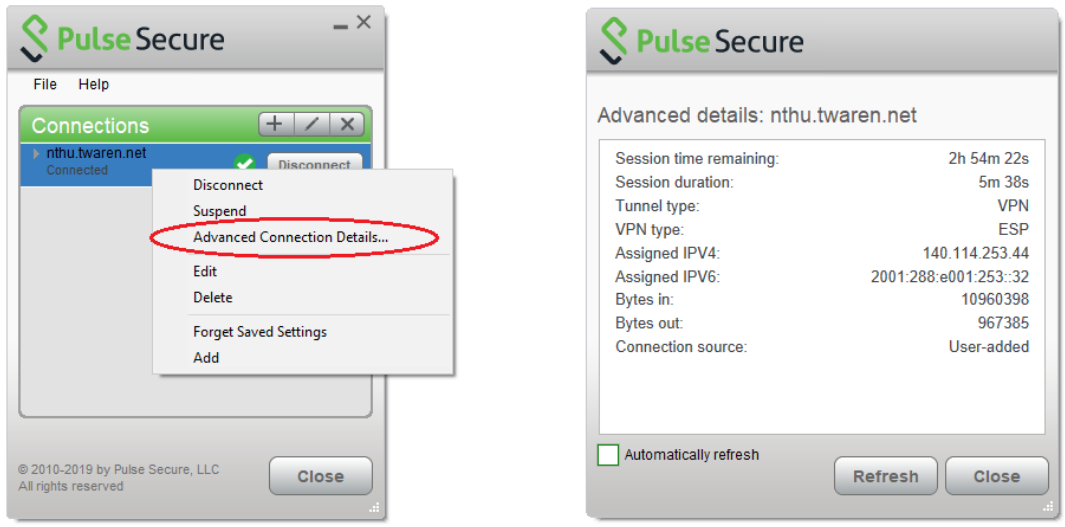 Pulse Secure
File Help
Connections
nthu.twaren.net
Connected
Disconnect
Disconnect
Suspend
Advanced Connection Details...
Edit
Delete
Forget Saved Settings
Add
© 2010-2019 by Pulse Secure, LLC
All rights reserved
Close
Pulse Secure
Advanced details: nthu.twaren.net
Session time remaining: 2h 54m 22s
Session duration: 5m 38s
Tunnel type: VPN
VPN type: ESP
Assigned IPV4: 140.114.253.44
Assigned IPV6: 2001:288:e001:253::32
Bytes in: 10960398
Bytes out: 967385
Connection source: User-added
Automatically refresh
Refresh Close